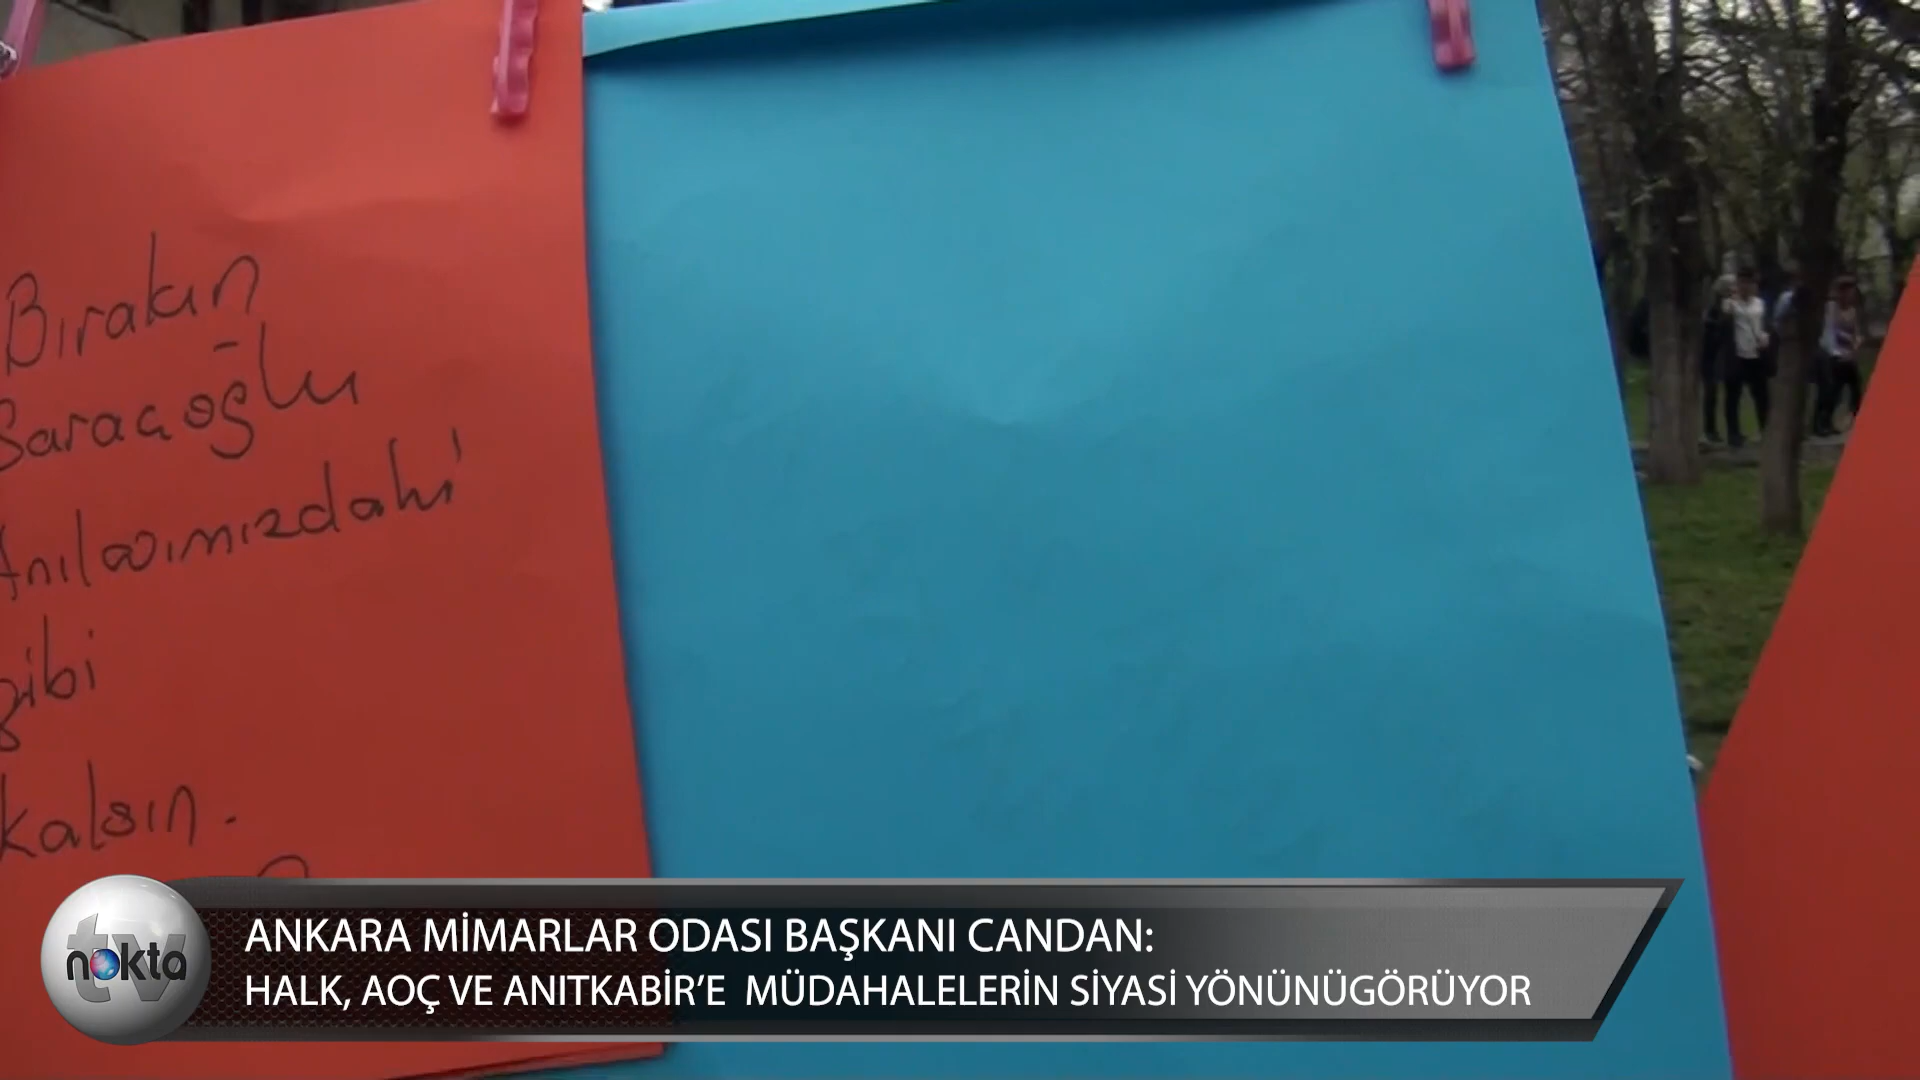 Bırakın
Saraçoğlu
Anılarımızdaki
gibi
kalsın.
ANKARA MİMARLAR ODASI BAŞKANI CANDAN:
HALK, AOÇ VE ANITKABİR'E MÜDAHALELERİN SİYASİ YÖNÜNÜGÖRÜYOR
nokta
tv